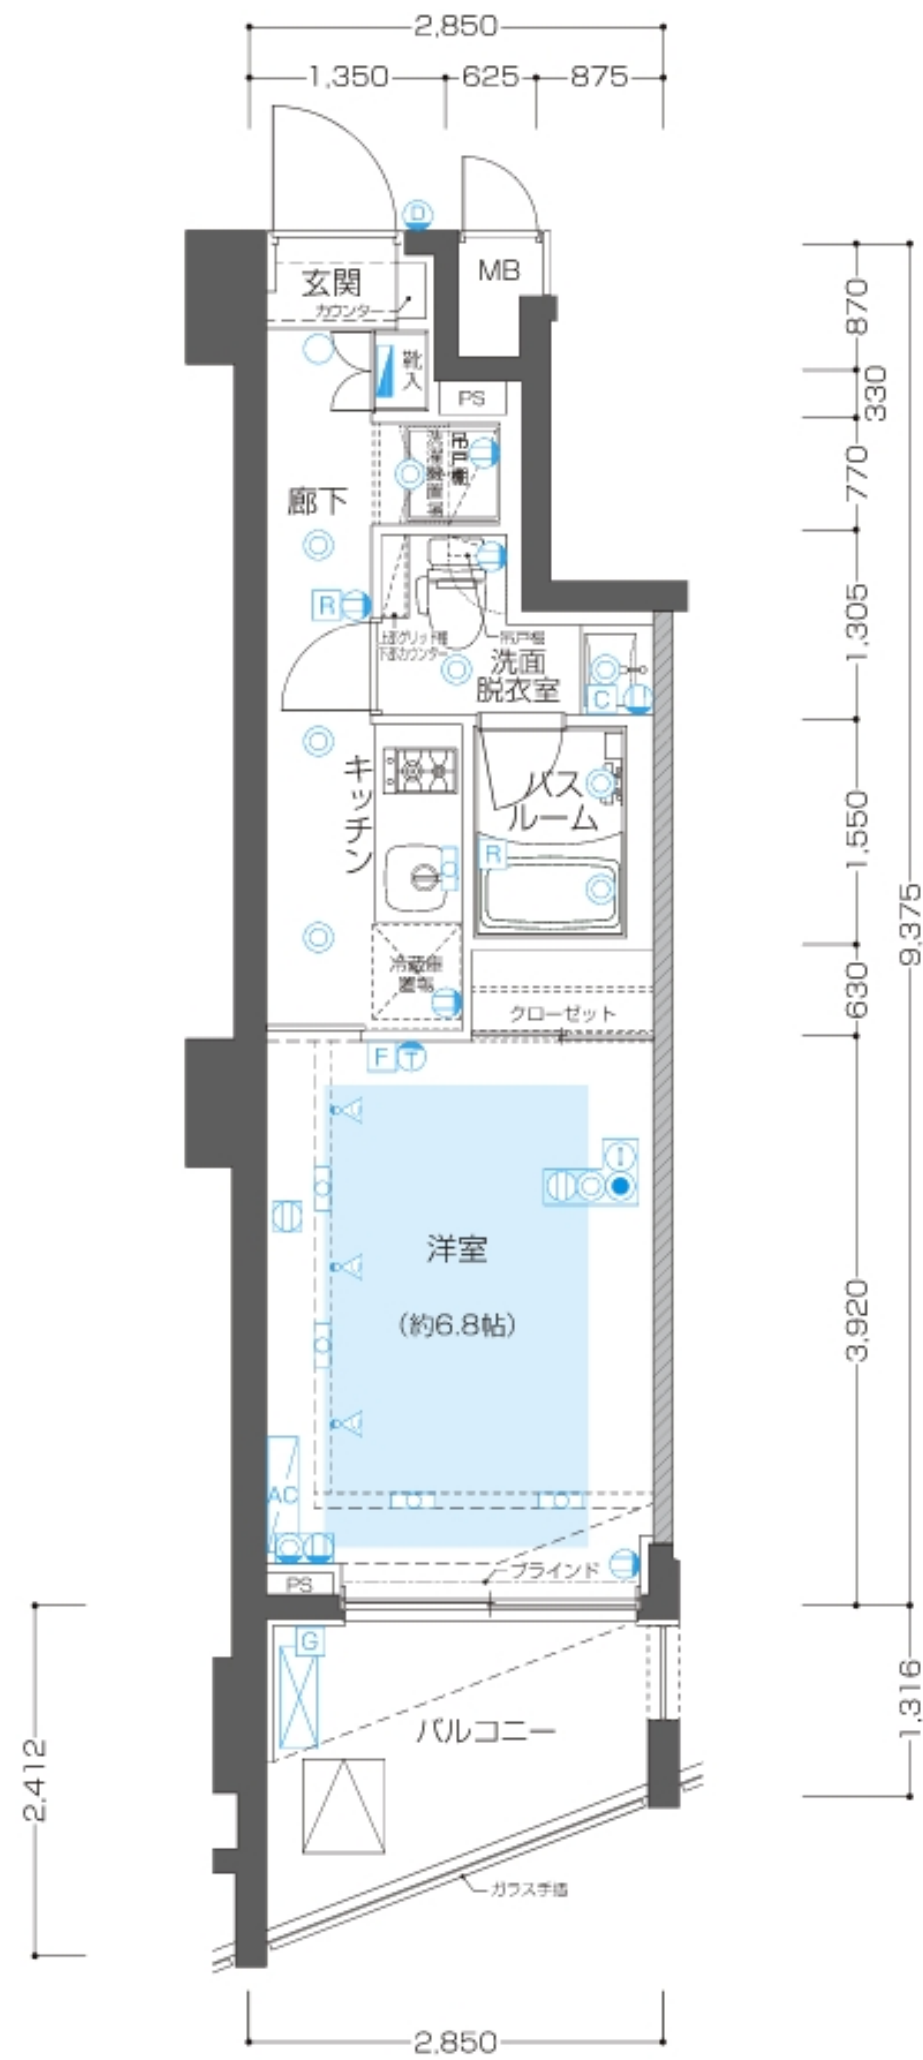 2,850
1,350
625
875
D
玄関
カウンター
MB
870
靴
入
330
PS
吊戸棚
洗濯機置場
770
廊下
R
上部グリッド棚
下部カウンター
吊戸棚
洗面
脱衣室
C
1,305
キッチン
バス
ルーム
R
1,550
9,375
冷蔵庫
置場
クローゼット
630
F
T
I
洋室
(約6.8帖)
3,920
AC
ブラインド
PS
G
バルコニー
1,316
2,412
ガラス手摺
2,850